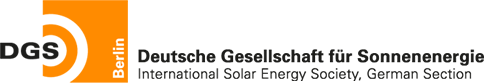 DGS
Berlin
Deutsche Gesellschaft für Sonnenenergie
International Solar Energy Society, German Section